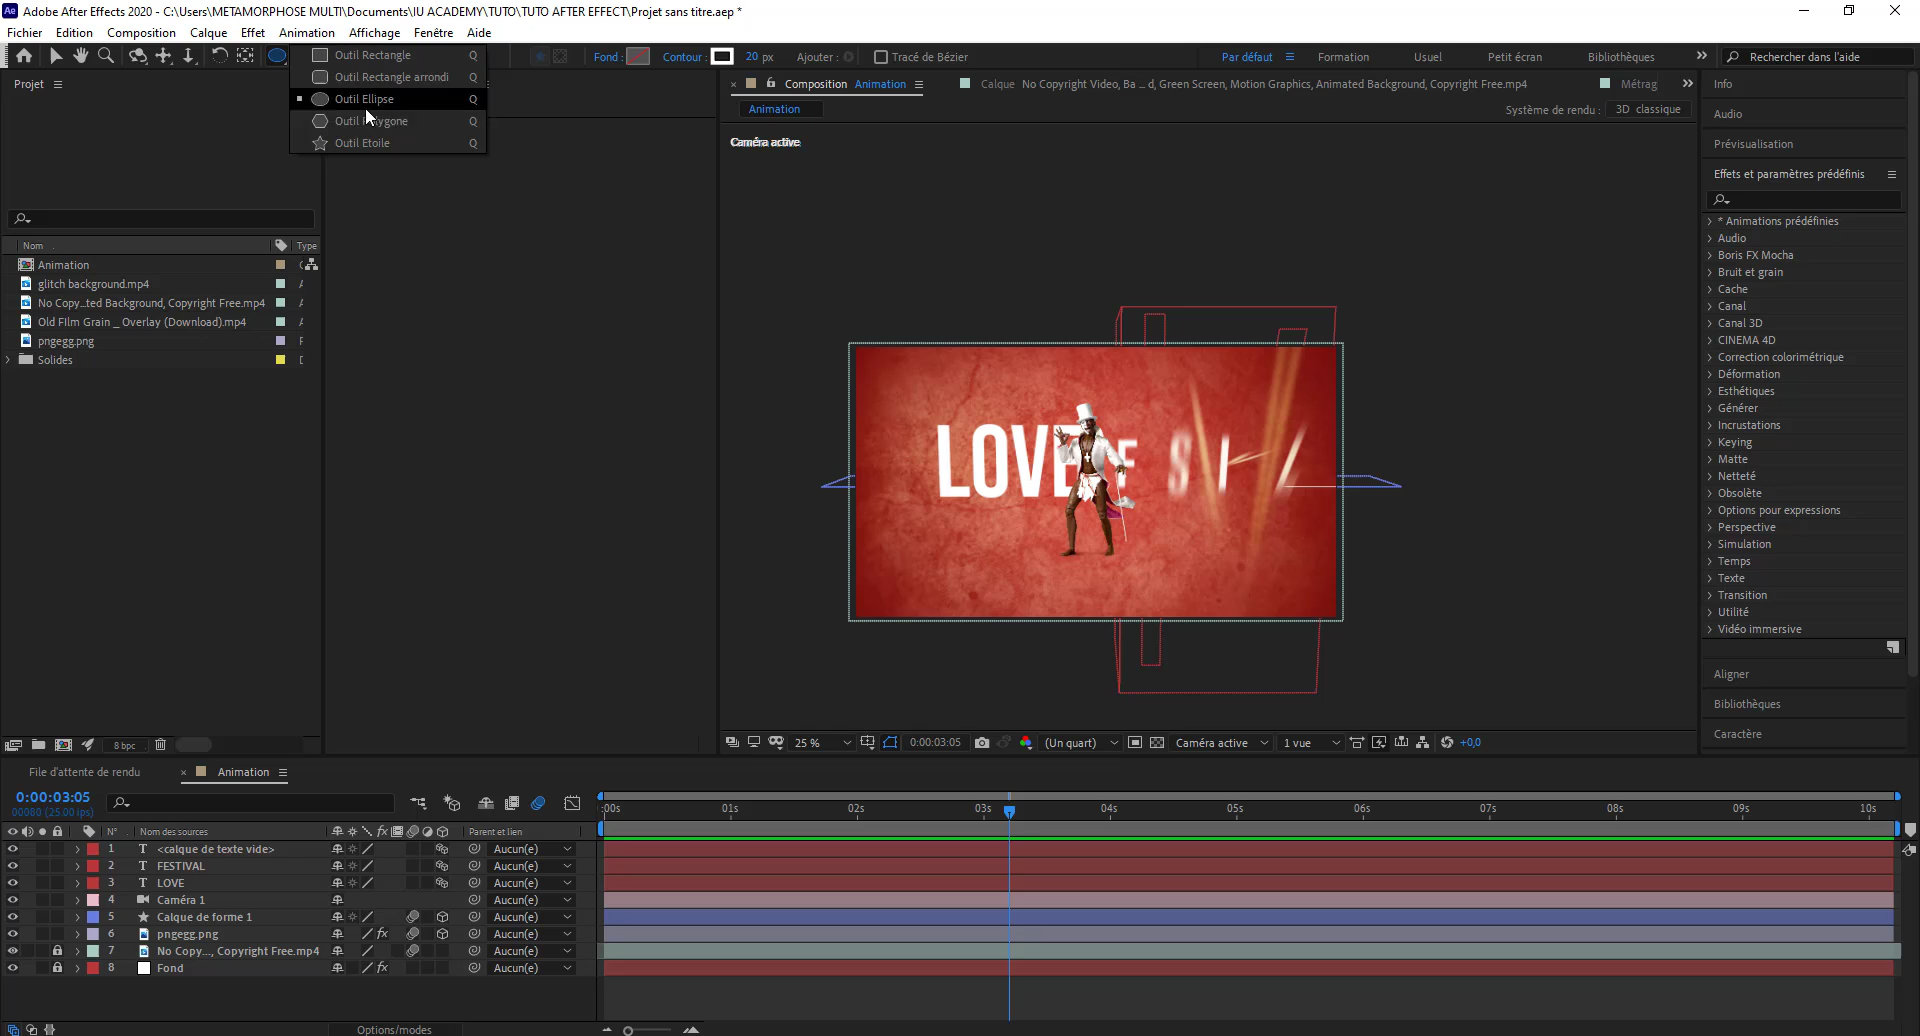 Adobe After Effects 2020 - C:\Users\METAMORPHOSE MULTI\Documents\IU ACADEMY\TUTO\TUTO AFTER EFFECT\Projet sans titre.aep *
Fichier Edition Composition Calque Effet Animation Affichage Fenêtre Aide
Fond : Contour : 20 px Ajouter : Tracé de Bézier Par défaut Formation Usuel Petit écran Bibliothèques Rechercher dans l'aide
Outil Rectangle Q
Outil Rectangle arrondi Q
Outil Ellipse Q
Outil Q
Outil Etoile Q
Projet
Composition Animation Calque No Copyright Video, Ba ... d, Green Screen, Motion Graphics, Animated Background, Copyright Free.mp4 Métrag
Animation Système de rendu : 3D classique
Caméra active
Nom Type
Animation
glitch background.mp4
No Copy...ted Background, Copyright Free.mp4
Old FIlm Grain _ Overlay (Download).mp4
pngegg.png
Solides
8 bpc
LOVE
25 % 0:00:03:05 (Un quart) Caméra active 1 vue +0,0
Info
Audio
Prévisualisation
Effets et paramètres prédéfinis
* Animations prédéfinies
Audio
Boris FX Mocha
Bruit et grain
Cache
Canal
Canal 3D
CINEMA 4D
Correction colorimétrique
Déformation
Esthétiques
Générer
Incrustations
Keying
Matte
Netteté
Obsolète
Options pour expressions
Perspective
Simulation
Temps
Texte
Transition
Utilité
Vidéo immersive
Aligner
Bibliothèques
Caractère
File d'attente de rendu Animation
0:00:03:05
00080 (25.00 ips)
:00s 01s 02s 03s 04s 05s 06s 07s 08s 09s 10s
N° Nom des sources Parent et lien
1 T <calque de texte vide> Aucun(e)
2 T FESTIVAL Aucun(e)
3 T LOVE Aucun(e)
4 Caméra 1 Aucun(e)
5 Calque de forme 1 Aucun(e)
6 pngegg.png Aucun(e)
7 No Copy..., Copyright Free.mp4 Aucun(e)
8 Fond Aucun(e)
Options/modes